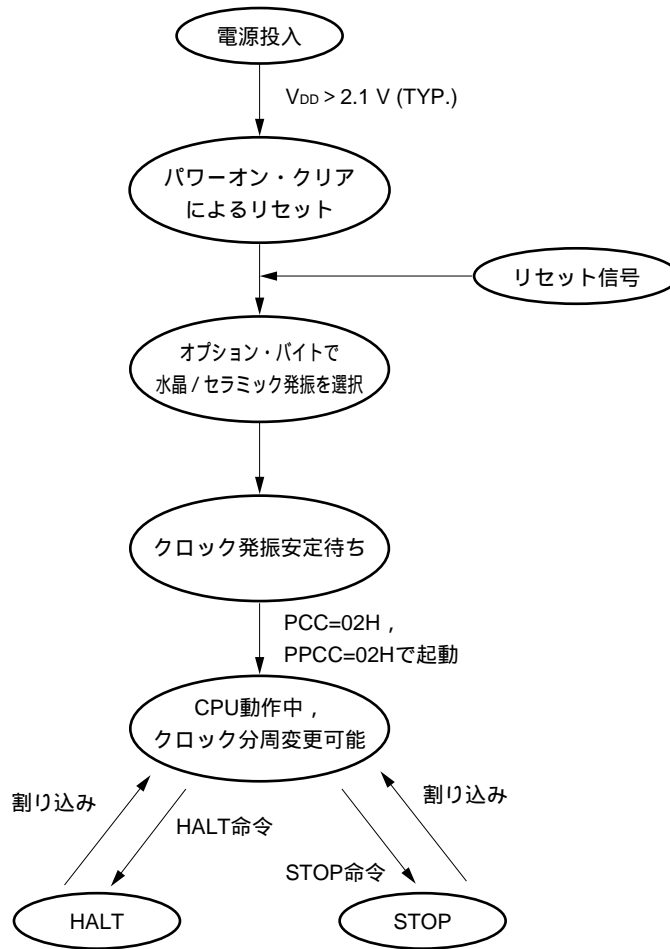 電源投入
VDD > 2.1 V (TYP.)
パワーオン・クリア
によるリセット
リセット信号
オプション・バイトで
水晶 / セラミック発振を選択
クロック発振安定待ち
PCC=02H ,
PPCC=02Hで起動
CPU動作中 ,
クロック分周変更可能
割り込み
HALT命令
割り込み
STOP命令
HALT
STOP